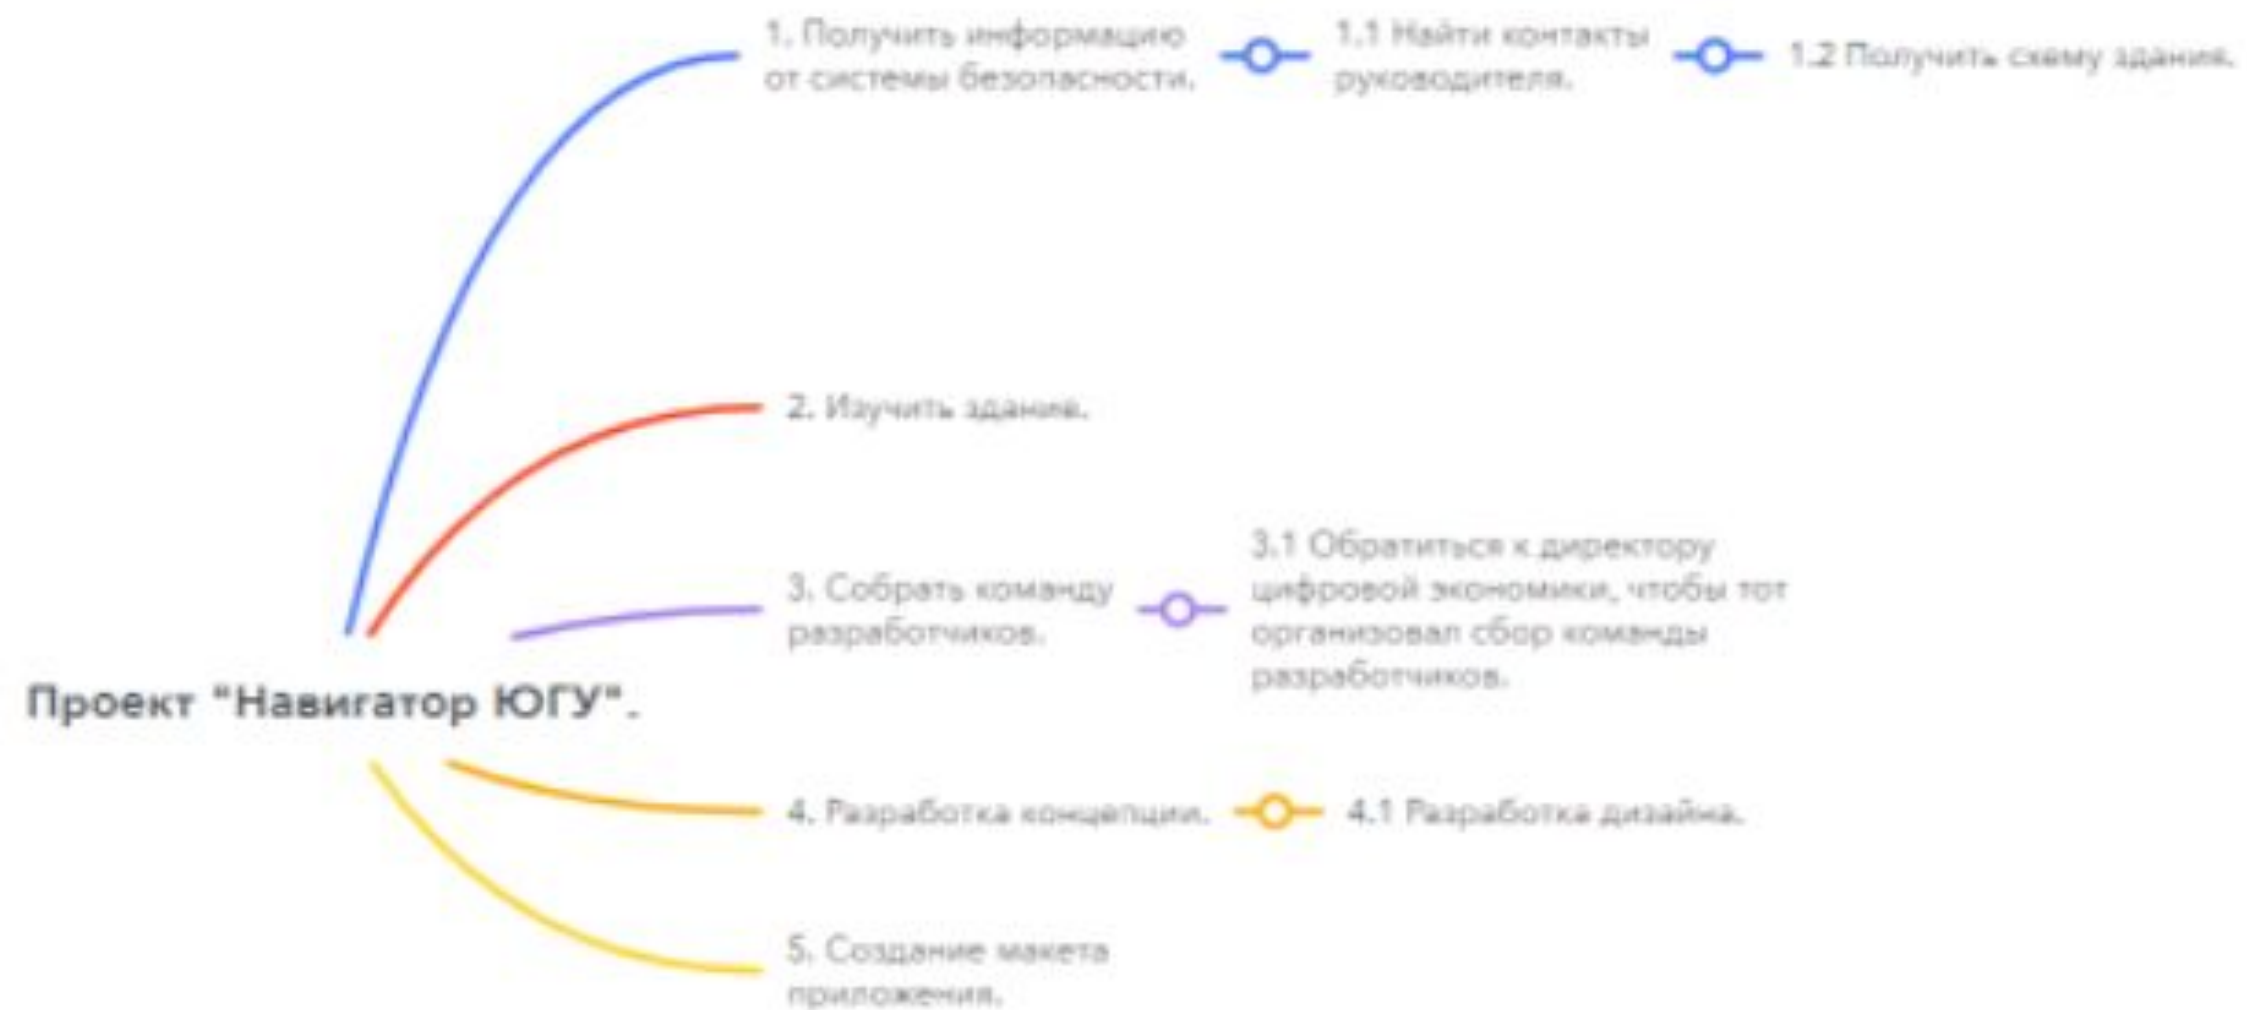 1. Получить информацию
от системы безопасности.
1.1 Найти контакты
руководителя.
1.2 Получить схему здания.
2. Изучить здания.
3. Собрать команду
разработчиков.
3.1 Обратиться к директору
цифровой экономики, чтобы тот
организовал сбор команды
разработчиков.
Проект "Навигатор ЮГУ".
4. Разработка концепции.
4.1 Разработка дизайна.
5. Создание макета
приложения.